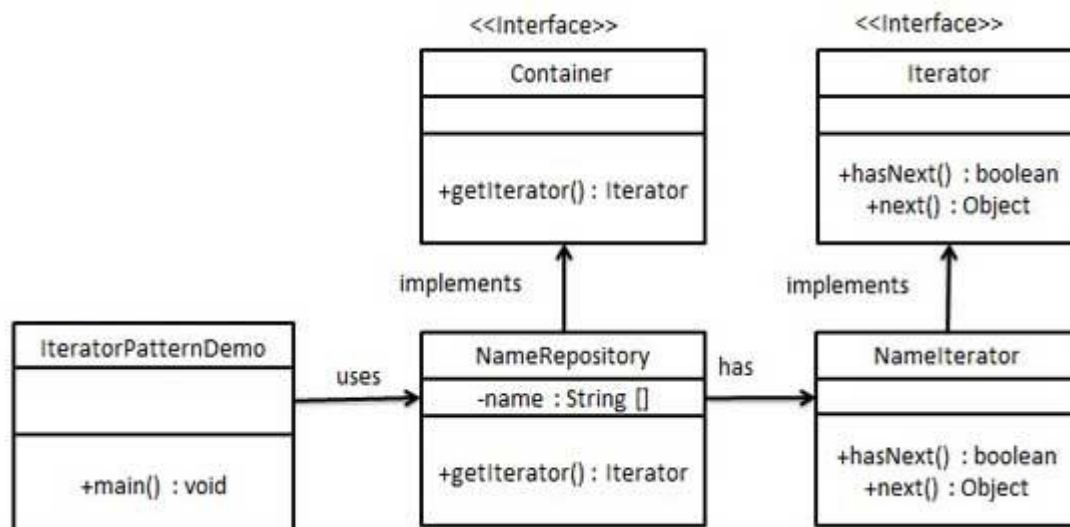 <<Interface>>
Container
+getIterator() : Iterator
<<Interface>>
Iterator
+hasNext() : boolean
+next() : Object
implements
implements
IteratorPatternDemo
+main() : void
uses
NameRepository
-name : String []
+getIterator() : Iterator
has
NameIterator
+hasNext() : boolean
+next() : Object